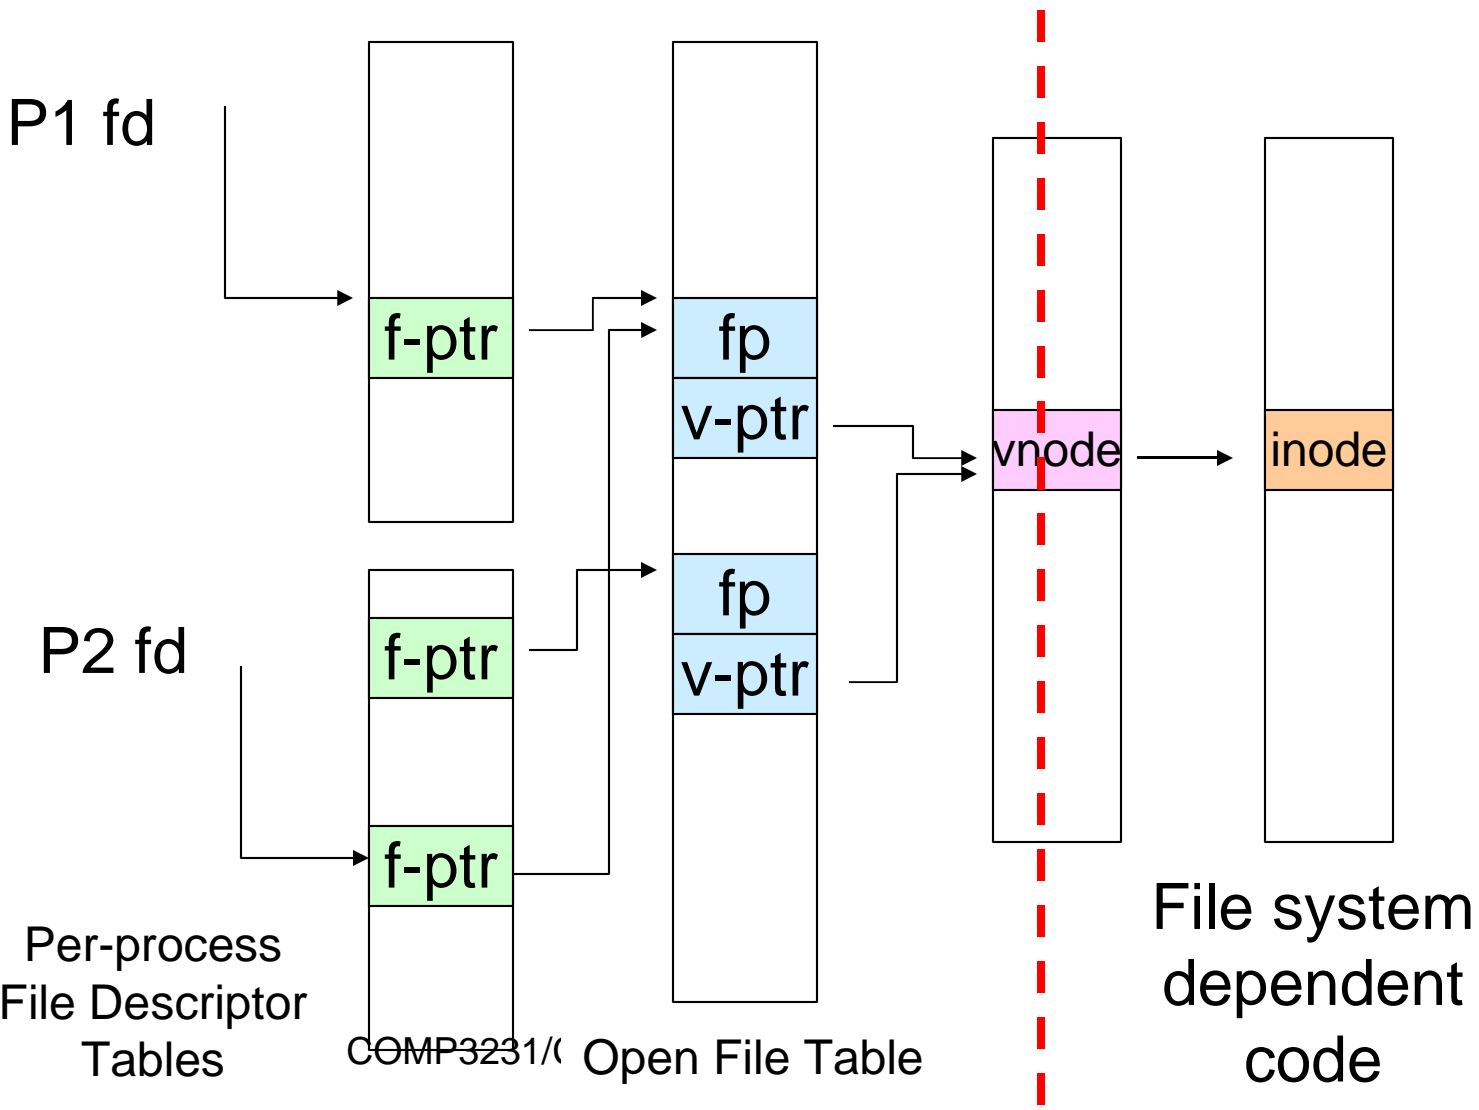 P1 fd
f-ptr
fp
v-ptr
vnode
inode
fp
P2 fd
f-ptr
v-ptr
f-ptr
Per-process
File Descriptor
Tables
COMP3231/
Open File Table
File system
dependent
code